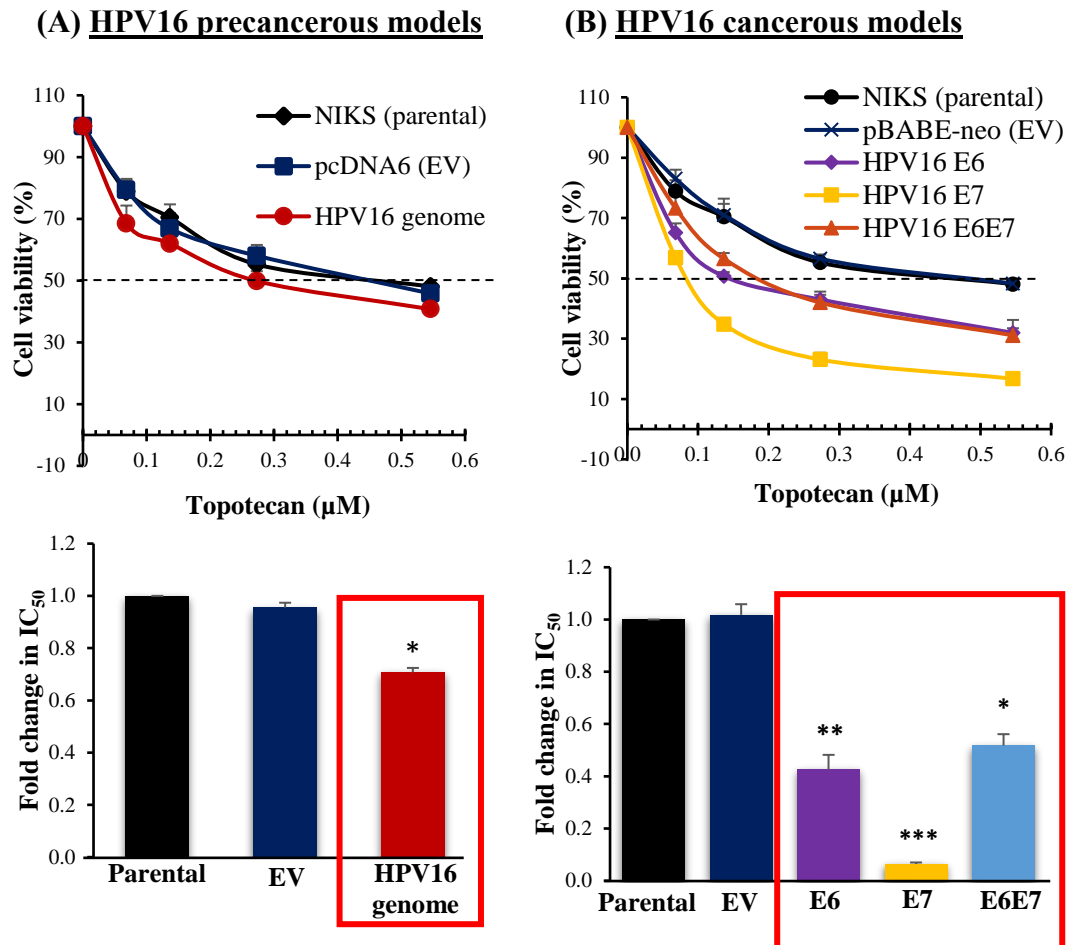 (A) HPV16 precancerous models
110
90
70
50
30
10
-10
Cell viability (%)
NIKS (parental)
pcDNA6 (EV)
HPV16 genome
0
0.1
0.2
0.3
0.4
0.5
0.6
Topotecan (µM)
1.2
1.0
0.8
0.6
0.4
0.2
0.0
Fold change in IC50
*
Parental
EV
HPV16
genome
(B) HPV16 cancerous models
110
90
70
50
30
10
-10
Cell viability (%)
NIKS (parental)
pBABE-neo (EV)
HPV16 E6
HPV16 E7
HPV16 E6E7
0
0.1
0.2
0.3
0.4
0.5
0.6
Topotecan (µM)
1.2
1.0
0.8
0.6
0.4
0.2
0.0
Fold change in IC50
**
***
*
Parental
EV
E6
E7
E6E7